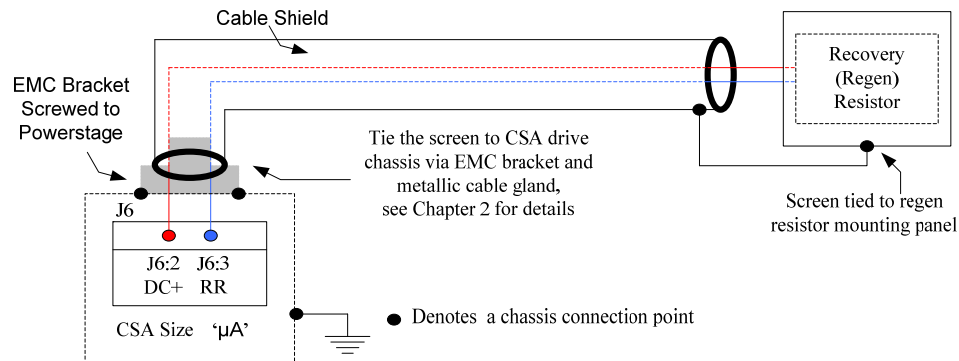 Cable Shield
EMC Bracket
Screwed to
Powerstage
Recovery
(Regen)
Resistor
Tie the screen to CSA drive
chassis via EMC bracket and
metallic cable gland,
see Chapter 2 for details
Screen tied to regen
resistor mounting panel
J6
J6:2 J6:3
DC+ RR
CSA Size 'µA'
Denotes a chassis connection point